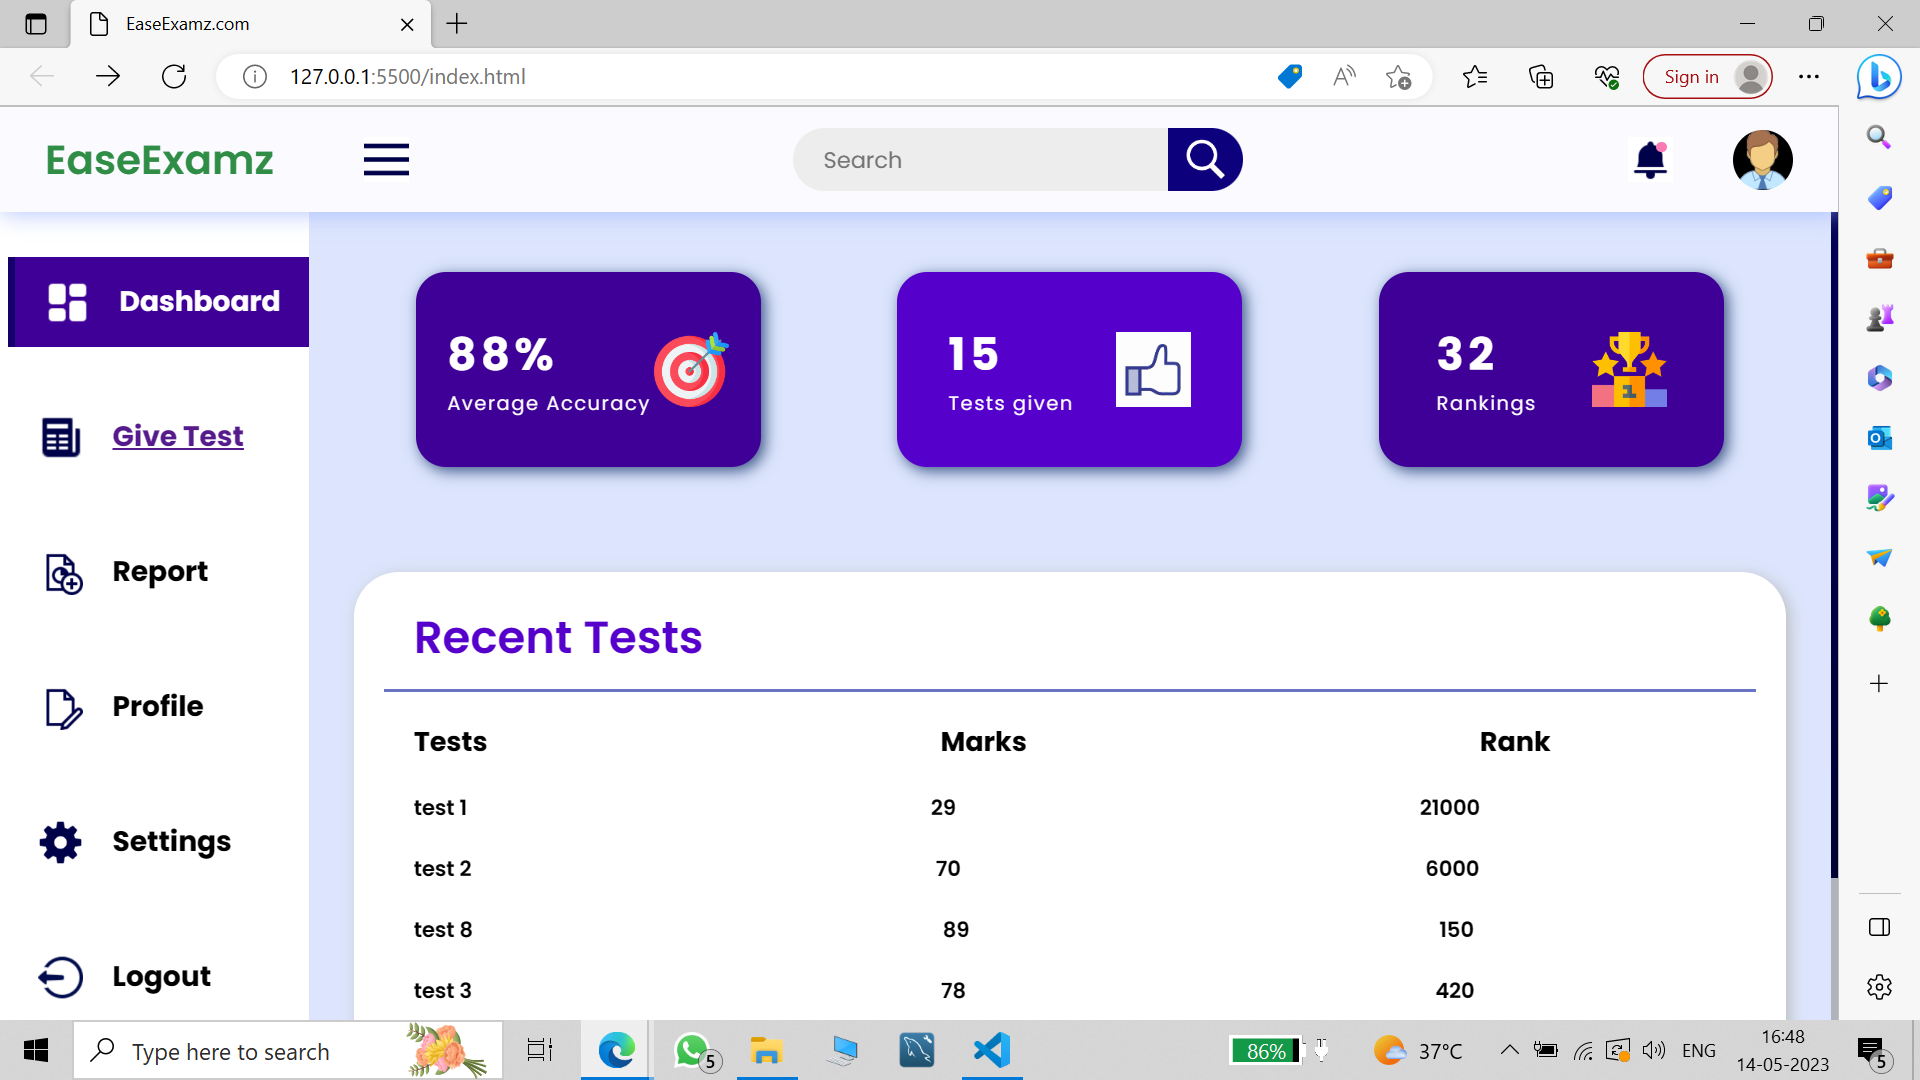 EaseExamz.com
127.0.0.1:5500/index.html
Sign in
EaseExamz
Search
Dashboard
Give Test
Report
Profile
Settings
Logout
88%
Average Accuracy
15
Tests given
32
Rankings
1
Recent Tests
Tests Marks Rank
test 1 29 21000
test 2 70 6000
test 8 89 150
test 3 78 420
Type here to search
5
86%
37°C
ENG
16:48
14-05-2023
5